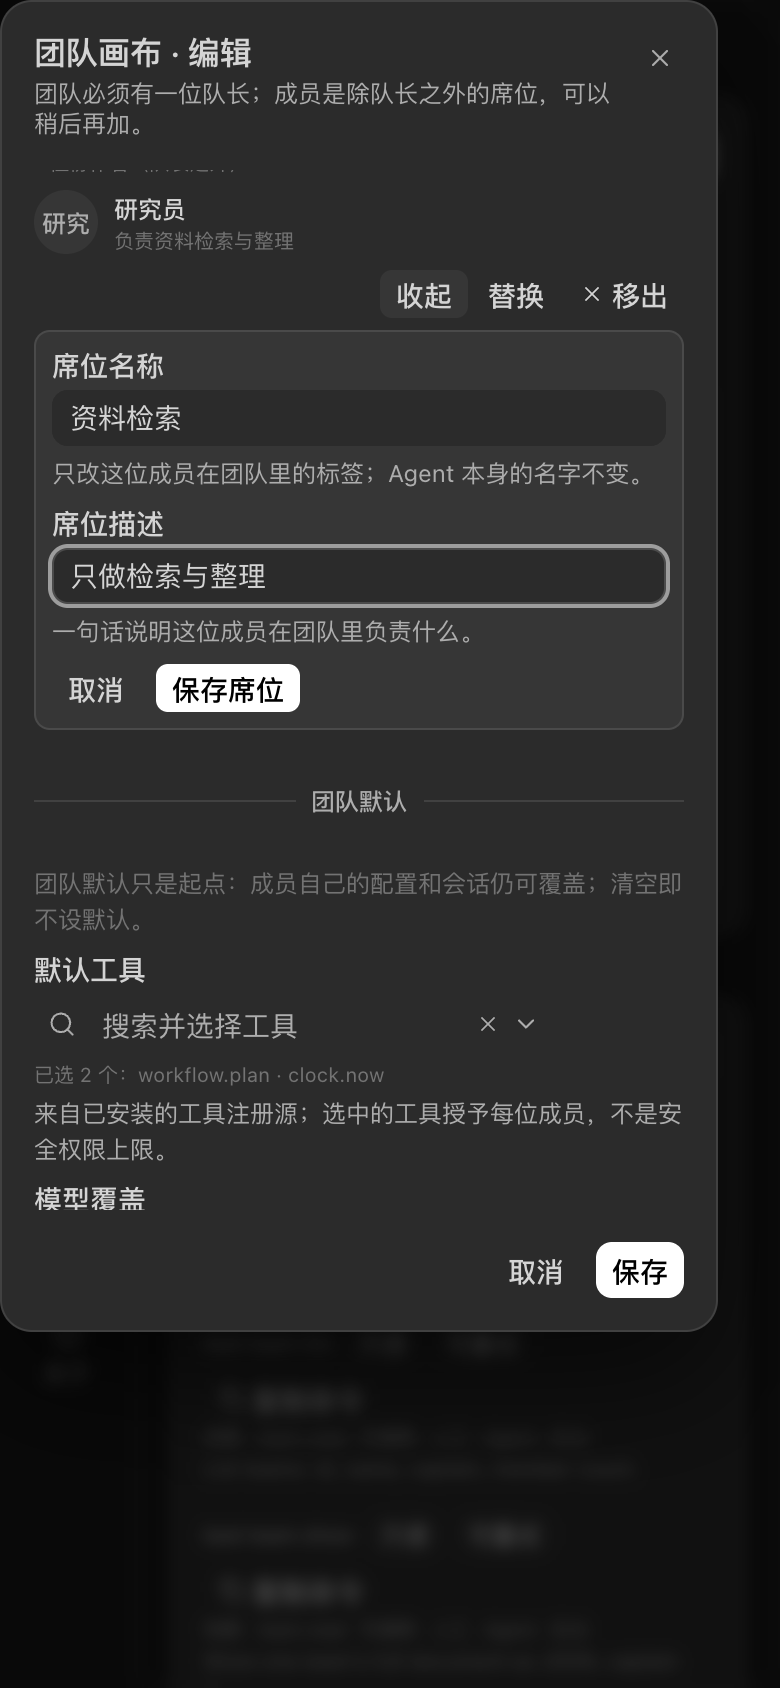 团队画布 · 编辑
团队必须有一位队长；成员是除队长之外的席位，可以
稍后再加。
研究
研究员
负责资料检索与整理
收起
替换
移出
席位名称
资料检索
只改这位成员在团队里的标签；Agent 本身的名字不变。
席位描述
只做检索与整理
一句话说明这位成员在团队里负责什么。
取消
保存席位
团队默认
团队默认只是起点：成员自己的配置和会话仍可覆盖；清空即
不设默认。
默认工具
搜索并选择工具
已选 2 个：workflow.plan · clock.now
来自已安装的工具注册源；选中的工具授予每位成员，不是安
全权限上限。
模型覆盖
取消
保存